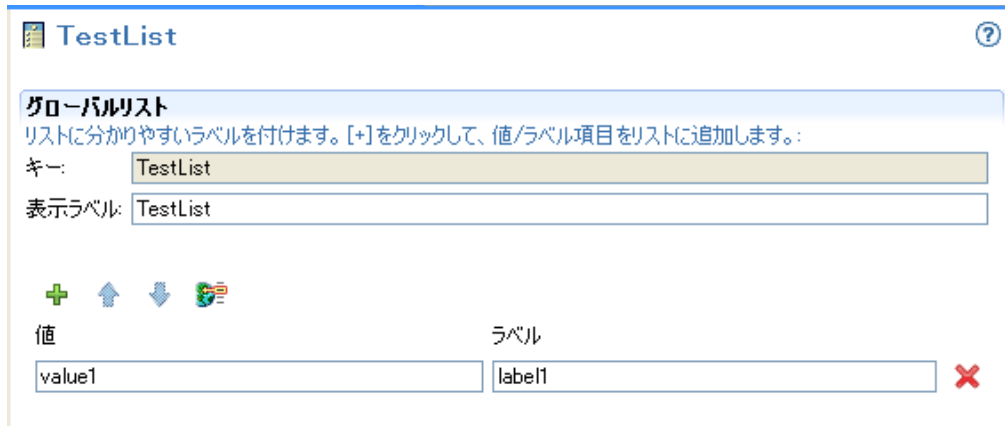 TestList
グローバルリスト
リストに分かりやすいラベルを付けます。[+]をクリックして、値/ラベル項目をリストに追加します。:
キー: TestList
表示ラベル: TestList
値 ラベル
value1 label1